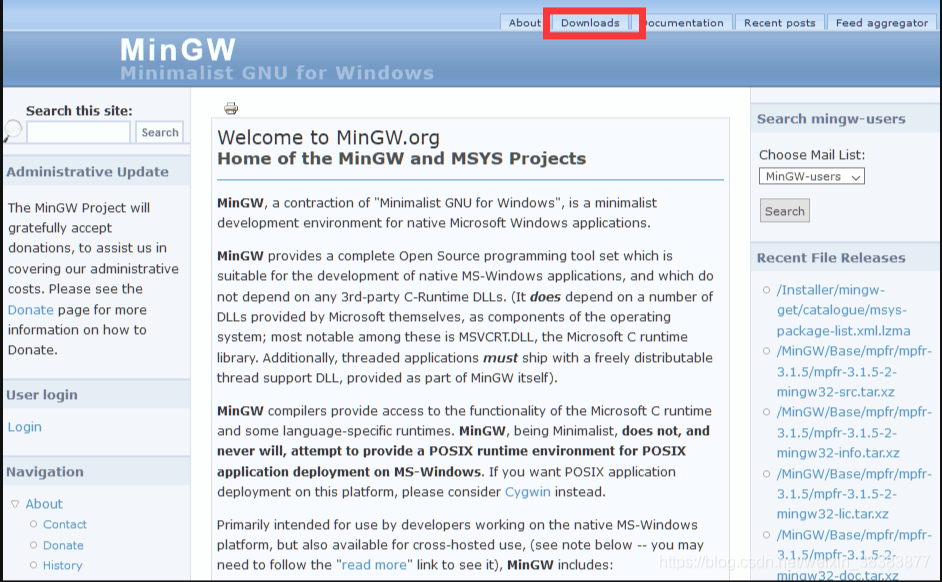 About
Downloads
ocumentation
Recent posts
Feed aggregator
MinGW
Minimalist GNU for Windows
Search this site:
Search
Administrative Update
The MinGW Project will
gratefully accept
donations, to assist us in
covering our administrative
costs. Please see the
Donate page for more
information on how to
Donate.
User login
Login
Navigation
About
Contact
Donate
History
Welcome to MinGW.org
Home of the MinGW and MSYS Projects
MinGW, a contraction of "Minimalist GNU for Windows", is a minimalist
development environment for native Microsoft Windows applications.
MinGW provides a complete Open Source programming tool set which is
suitable for the development of native MS-Windows applications, and which do
not depend on any 3rd-party C-Runtime DLLs. (It does depend on a number of
DLLs provided by Microsoft themselves, as components of the operating
system; most notable among these is MSVCRT.DLL, the Microsoft C runtime
library. Additionally, threaded applications must ship with a freely distributable
thread support DLL, provided as part of MinGW itself).
MinGW compilers provide access to the functionality of the Microsoft C runtime
and some language-specific runtimes. MinGW, being Minimalist, does not, and
never will, attempt to provide a POSIX runtime environment for POSIX
application deployment on MS-Windows. If you want POSIX application
deployment on this platform, please consider Cygwin instead.
Primarily intended for use by developers working on the native MS-Windows
platform, but also available for cross-hosted use, (see note below -- you may
need to follow the "read more" link to see it), MinGW includes:
Search mingw-users
Choose Mail List:
MinGW-users
Search
Recent File Releases
/Installer/mingw-
get/catalogue/msys-
package-list.xml.lzma
/MinGW/Base/mpfr/mpfr-
3.1.5/mpfr-3.1.5-2-
mingw32-src.tar.xz
/MinGW/Base/mpfr/mpfr-
3.1.5/mpfr-3.1.5-2-
mingw32-info.tar.xz
/MinGW/Base/mpfr/mpfr-
3.1.5/mpfr-3.1.5-2-
mingw32-lic.tar.xz
/MinGW/Base/mpfr/mpfr-
3.1.5/mpfr-3.1.5-2-
mingw32-doc.tar.xz